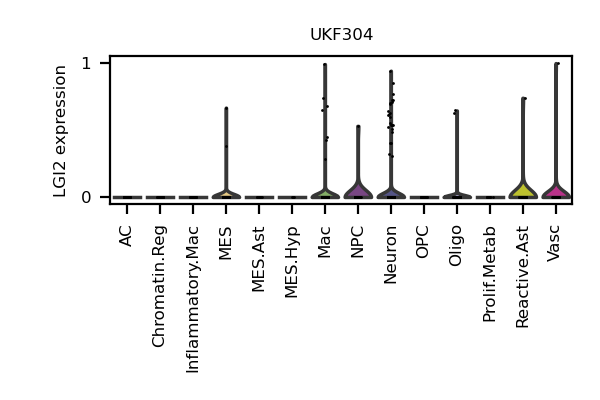 UKF304
LGI2 expression
1
0
AC
Chromatin.Reg
Inflammatory.Mac
MES
MES.Ast
MES.Hyp
Mac
NPC
Neuron
OPC
Oligo
Prolif.Metab
Reactive.Ast
Vasc